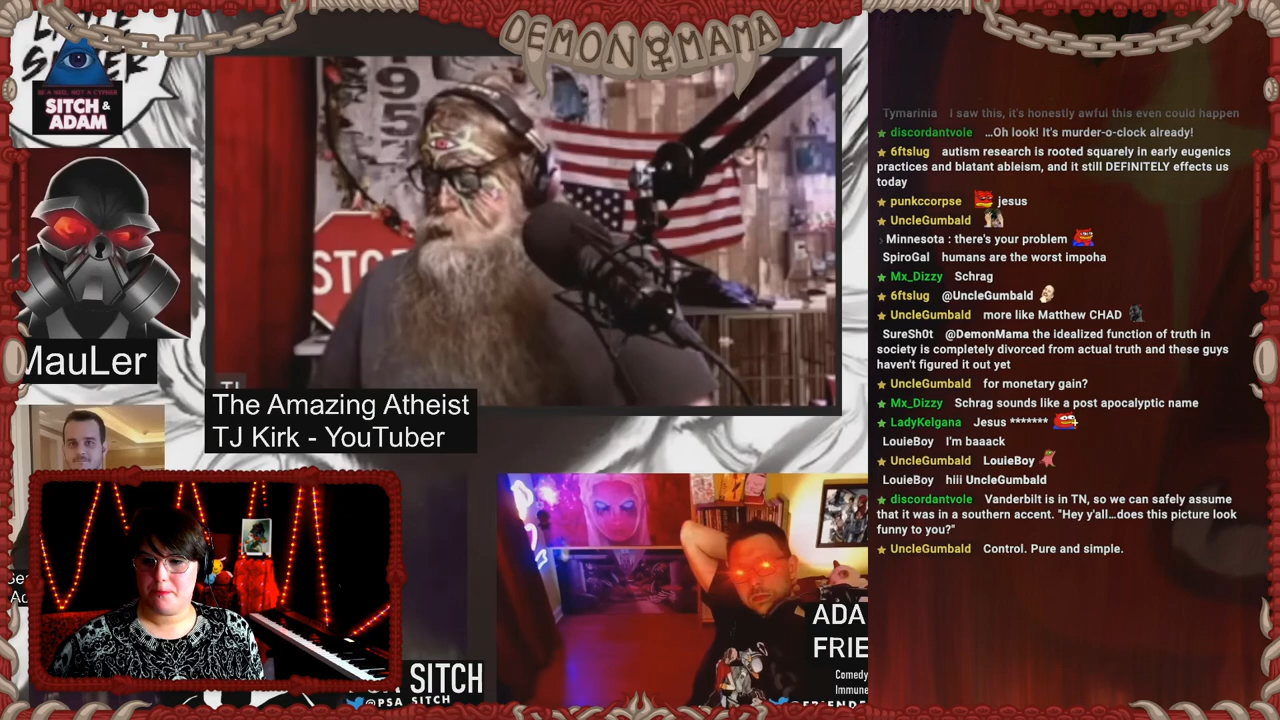 DEMON MAMA
BE A NEO, NOT A CYPHER
SITCH &
ADAM
MauLer
195
STO
The Amazing Atheist
TJ Kirk - YouTuber
SITCH
@PSA_SITCH
ADA
FRIE
Comedy
Immune
Tymarinia I saw this, it's honestly awful this even could happen
discordantvole ...Oh look! It's murder-o-clock already!
6ftslug autism research is rooted squarely in early eugenics
practices and blatant ableism, and it still DEFINITELY effects us
today
punkccorpse jesus
UncleGumbald
Minnesota : there's your problem
SpiroGal humans are the worst impoha
Mx_Dizzy Schrag
6ftslug @UncleGumbald
UncleGumbald more like Matthew CHAD
SureSh0t @DemonMama the idealized function of truth in
society is completely divorced from actual truth and these guys
haven't figured it out yet
UncleGumbald for monetary gain?
Mx_Dizzy Schrag sounds like a post apocalyptic name
LadyKelgana Jesus *******
LouieBoy I'm baaack
UncleGumbald LouieBoy
LouieBoy hiii UncleGumbald
discordantvole Vanderbilt is in TN, so we can safely assume
that it was in a southern accent. "Hey y'all...does this picture look
funny to you?"
UncleGumbald Control. Pure and simple.